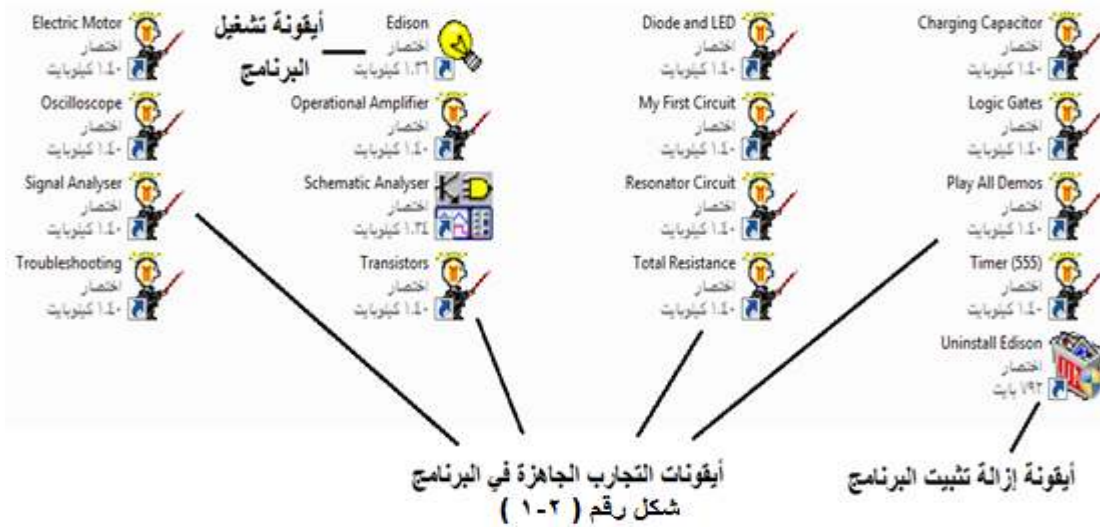 Charging Capacitor
اختصار
١.٤٠ كيلوبايت
Diode and LED
اختصار
١.٤٠ كيلوبايت
Edison
اختصار
١.٣٦ كيلوبايت
أيقونة تشغيل
البرنامج
Electric Motor
اختصار
١.٤٠ كيلوبايت
Logic Gates
اختصار
١.٤٠ كيلوبايت
My First Circuit
اختصار
١.٤٠ كيلوبايت
Operational Amplifier
اختصار
١.٤٠ كيلوبايت
Oscilloscope
اختصار
١.٤٠ كيلوبايت
Play All Demos
اختصار
١.٤٠ كيلوبايت
Resonator Circuit
اختصار
١.٤٠ كيلوبايت
Schematic Analyser
اختصار
١.٣٤ كيلوبايت
Signal Analyser
اختصار
١.٤٠ كيلوبايت
Timer (555)
اختصار
١.٤٠ كيلوبايت
Total Resistance
اختصار
١.٤٠ كيلوبايت
Transistors
اختصار
١.٤٠ كيلوبايت
Troubleshooting
اختصار
١.٤٠ كيلوبايت
Uninstall Edison
اختصار
٧٩٢ بايت
أيقونة إزالة تثبيت البرنامج
أيقونات التجارب الجاهزة في البرنامج
شكل رقم ( ٢-١ )